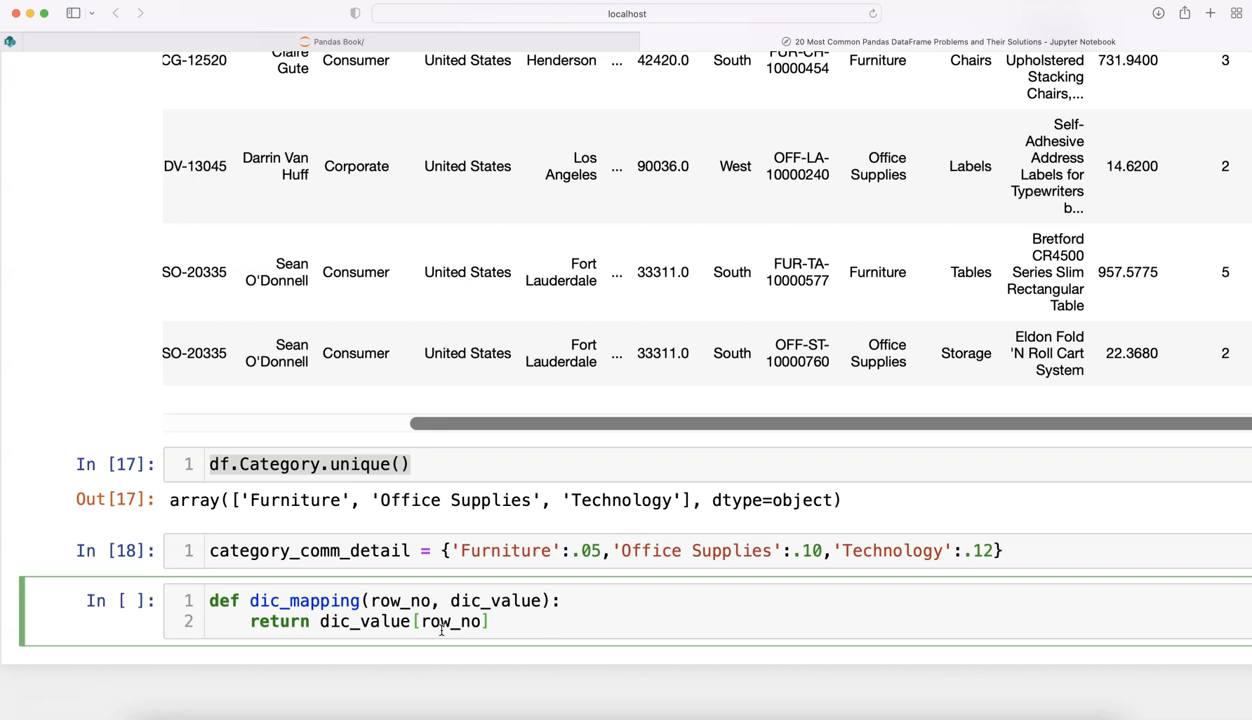 localhost
Pandas Book/
20 Most Common Pandas DataFrame Problems and Their Solutions - Jupyter Notebook
CG-12520 Claire Gute Consumer United States Henderson ... 42420.0 South FUR-CH-10000454 Furniture Chairs Upholstered Stacking Chairs,... 731.9400 3
DV-13045 Darrin Van Huff Corporate United States Los Angeles ... 90036.0 West OFF-LA-10000240 Office Supplies Labels Self-Adhesive Address Labels for Typewriters b... 14.6200 2
SO-20335 Sean O'Donnell Consumer United States Fort Lauderdale ... 33311.0 South FUR-TA-10000577 Furniture Tables Bretford CR4500 Series Slim Rectangular Table 957.5775 5
SO-20335 Sean O'Donnell Consumer United States Fort Lauderdale ... 33311.0 South OFF-ST-10000760 Office Supplies Storage Eldon Fold 'N Roll Cart System 22.3680 2
In [17]: 1 df.Category.unique()
Out[17]: array(['Furniture', 'Office Supplies', 'Technology'], dtype=object)
In [18]: 1 category_comm_detail = {'Furniture':.05,'Office Supplies':.10,'Technology':.12}
In [ ]: 1 def dic_mapping(row_no, dic_value):
2 return dic_value[row_no]